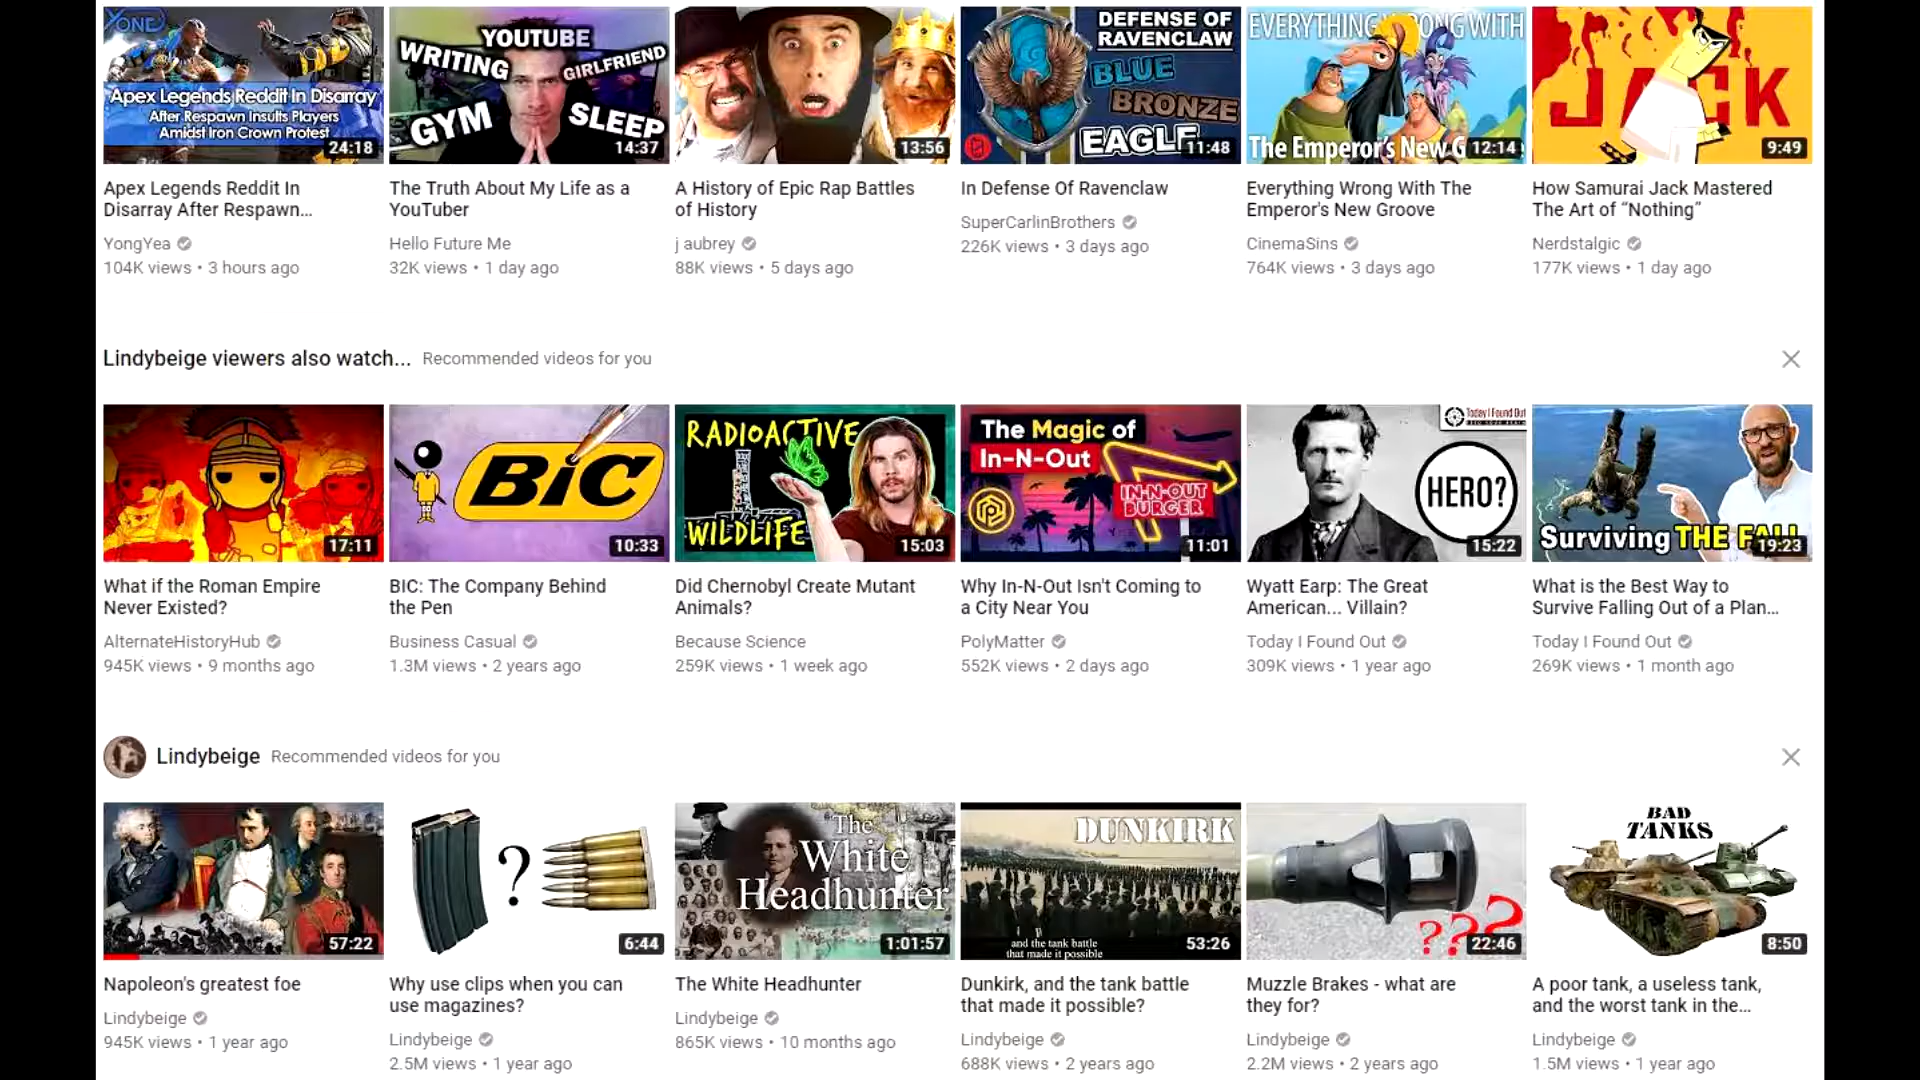 YONG
Apex Legends Reddit In Disarray
After Respawn Insults Players
Amidst Iron Crown Protest
24:18
YOUTUBE
WRITING
GIRLFRIEND
GYM
SLEEP
14:37
13:56
DEFENSE OF
RAVENCLAW
BLUE
BRONZE
EAGLE
11:48
EVERYTHING WRONG WITH
The Emperor's New G
12:14
JACK
9:49
Apex Legends Reddit In
Disarray After Respawn...
YongYea
104K views • 3 hours ago
The Truth About My Life as a
YouTuber
Hello Future Me
32K views • 1 day ago
A History of Epic Rap Battles
of History
j aubrey
88K views • 5 days ago
In Defense Of Ravenclaw
SuperCarlinBrothers
226K views • 3 days ago
Everything Wrong With The
Emperor's New Groove
CinemaSins
764K views • 3 days ago
How Samurai Jack Mastered
The Art of “Nothing”
Nerdstalgic
177K views • 1 day ago
Lindybeige viewers also watch... Recommended videos for you
17:11
BIC
10:33
RADIOACTIVE
WILDLIFE
15:03
The Magic of
In-N-Out
IN-N-OUT
BURGER
11:01
Today I Found Out
HERO?
15:22
Surviving THE FALL
19:23
What if the Roman Empire
Never Existed?
AlternateHistoryHub
945K views • 9 months ago
BIC: The Company Behind
the Pen
Business Casual
1.3M views • 2 years ago
Did Chernobyl Create Mutant
Animals?
Because Science
259K views • 1 week ago
Why In-N-Out Isn't Coming to
a City Near You
PolyMatter
552K views • 2 days ago
Wyatt Earp: The Great
American... Villain?
Today I Found Out
309K views • 1 year ago
What is the Best Way to
Survive Falling Out of a Plan...
Today I Found Out
269K views • 1 month ago
Lindybeige Recommended videos for you
57:22
?
6:44
The
White
Headhunter
1:01:57
DUNKIRK
and the tank battle
that made it possible
53:26
???
22:46
BAD
TANKS
8:50
Napoleon's greatest foe
Lindybeige
945K views • 1 year ago
Why use clips when you can
use magazines?
Lindybeige
2.5M views • 1 year ago
The White Headhunter
Lindybeige
865K views • 10 months ago
Dunkirk, and the tank battle
that made it possible?
Lindybeige
688K views • 2 years ago
Muzzle Brakes - what are
they for?
Lindybeige
2.2M views • 2 years ago
A poor tank, a useless tank,
and the worst tank in the...
Lindybeige
1.5M views • 1 year ago